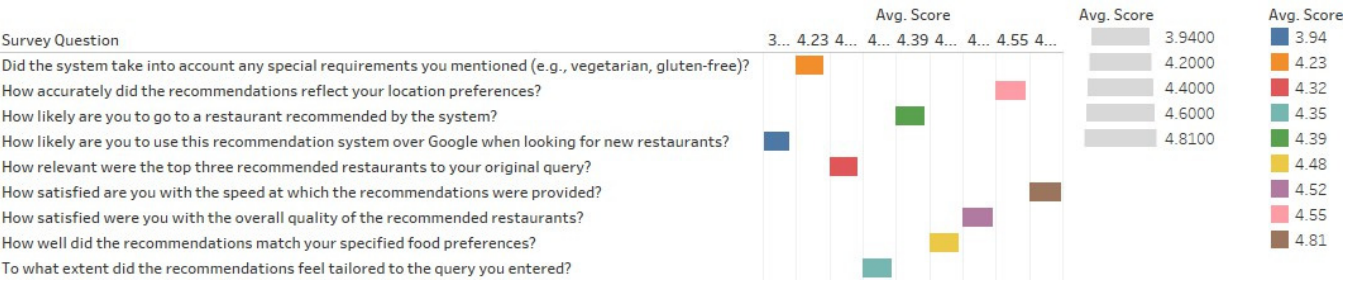 Avg. Score
Survey Question 3... 4.23 4... 4... 4.39 4... 4... 4.55 4...
Did the system take into account any special requirements you mentioned (e.g., vegetarian, gluten-free)?
How accurately did the recommendations reflect your location preferences?
How likely are you to go to a restaurant recommended by the system?
How likely are you to use this recommendation system over Google when looking for new restaurants?
How relevant were the top three recommended restaurants to your original query?
How satisfied are you with the speed at which the recommendations were provided?
How satisfied were you with the overall quality of the recommended restaurants?
How well did the recommendations match your specified food preferences?
To what extent did the recommendations feel tailored to the query you entered?
Avg. Score
3.9400
4.2000
4.4000
4.6000
4.8100
Avg. Score
3.94
4.23
4.32
4.35
4.39
4.48
4.52
4.55
4.81